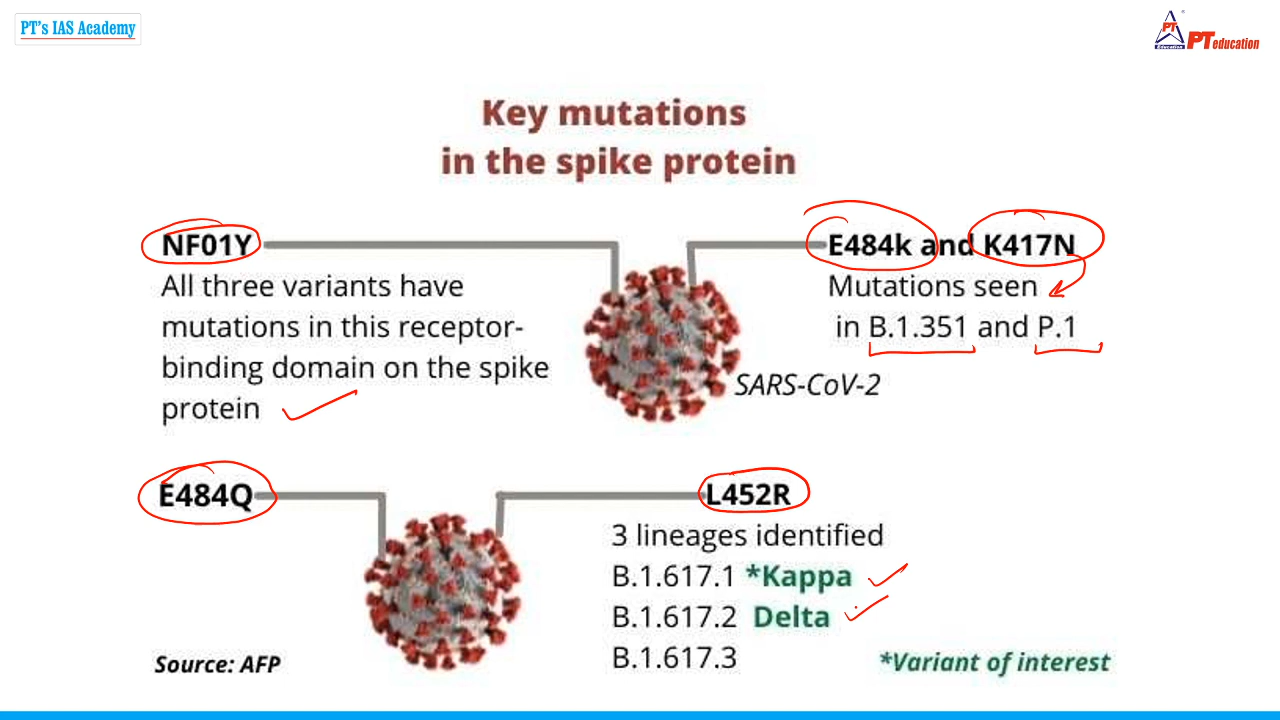 PT's IAS Academy
PT
Education
PT education
Key mutations
in the spike protein
NF01Y
All three variants have
mutations in this receptor-
binding domain on the spike
protein
E484k and K417N
Mutations seen
in B.1.351 and P.1
SARS-CoV-2
E484Q
L452R
3 lineages identified
B.1.617.1 *Kappa
B.1.617.2 Delta
B.1.617.3
Source: AFP
*Variant of interest